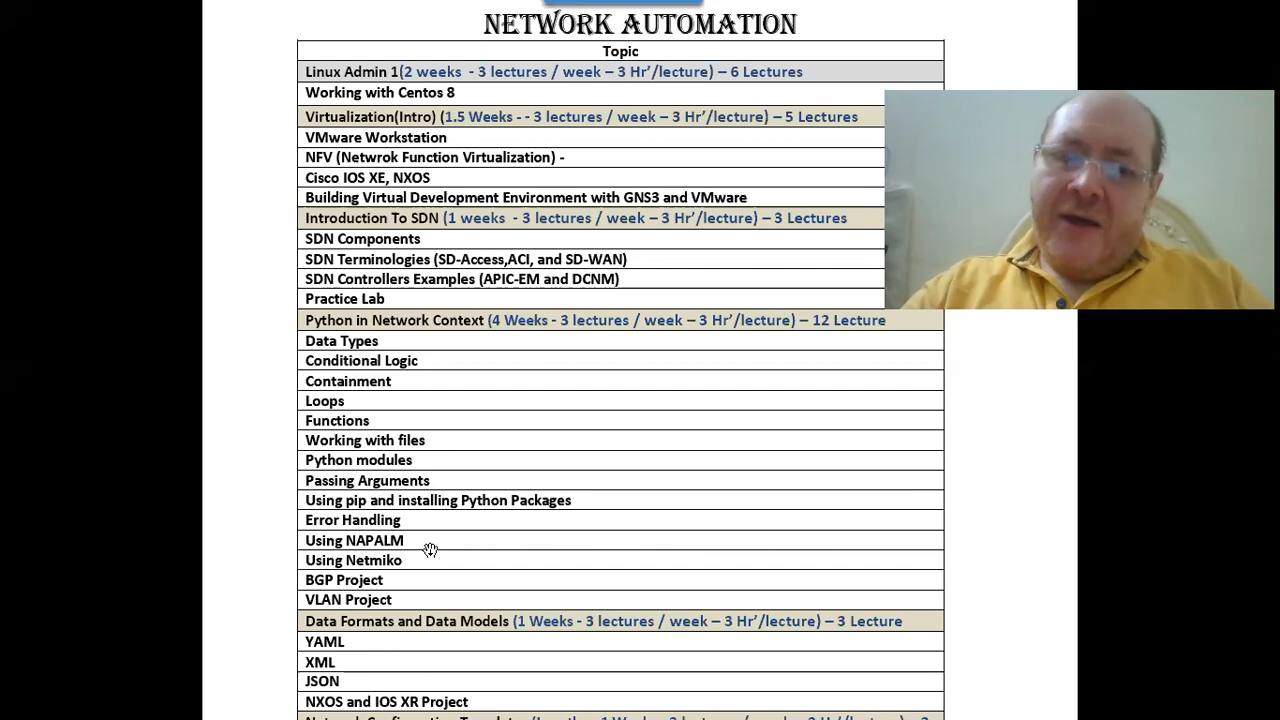 NETWORK AUTOMATION
Topic
Linux Admin 1(2 weeks - 3 lectures / week – 3 Hr’/lecture) – 6 Lectures
Working with Centos 8
Virtualization(Intro) (1.5 Weeks - - 3 lectures / week – 3 Hr’/lecture) – 5 Lectures
VMware Workstation
NFV (Netwrok Function Virtualization) -
Cisco IOS XE, NXOS
Building Virtual Development Environment with GNS3 and VMware
Introduction To SDN (1 weeks - 3 lectures / week – 3 Hr’/lecture) – 3 Lectures
SDN Components
SDN Terminologies (SD-Access,ACI, and SD-WAN)
SDN Controllers Examples (APIC-EM and DCNM)
Practice Lab
Python in Network Context (4 Weeks - 3 lectures / week – 3 Hr’/lecture) – 12 Lecture
Data Types
Conditional Logic
Containment
Loops
Functions
Working with files
Python modules
Passing Arguments
Using pip and installing Python Packages
Error Handling
Using NAPALM
Using Netmiko
BGP Project
VLAN Project
Data Formats and Data Models (1 Weeks - 3 lectures / week – 3 Hr’/lecture) – 3 Lecture
YAML
XML
JSON
NXOS and IOS XR Project